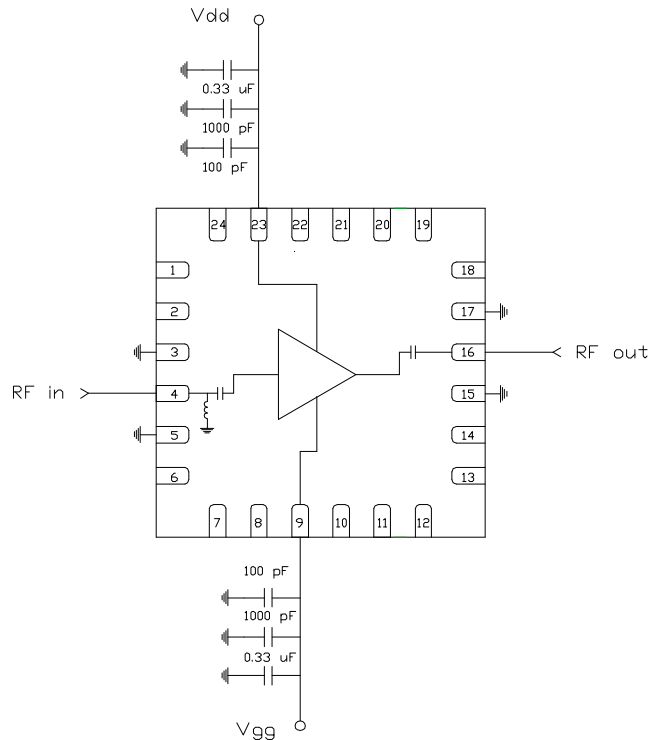 Vdd
0.33 uF
1000 pF
100 pF
24 23 22 21 20 19
1 18
2 17
3 16 RF out
RF in 4 15
5 14
6 13
7 8 9 10 11 12
100 pF
1000 pF
0.33 uF
Vgg